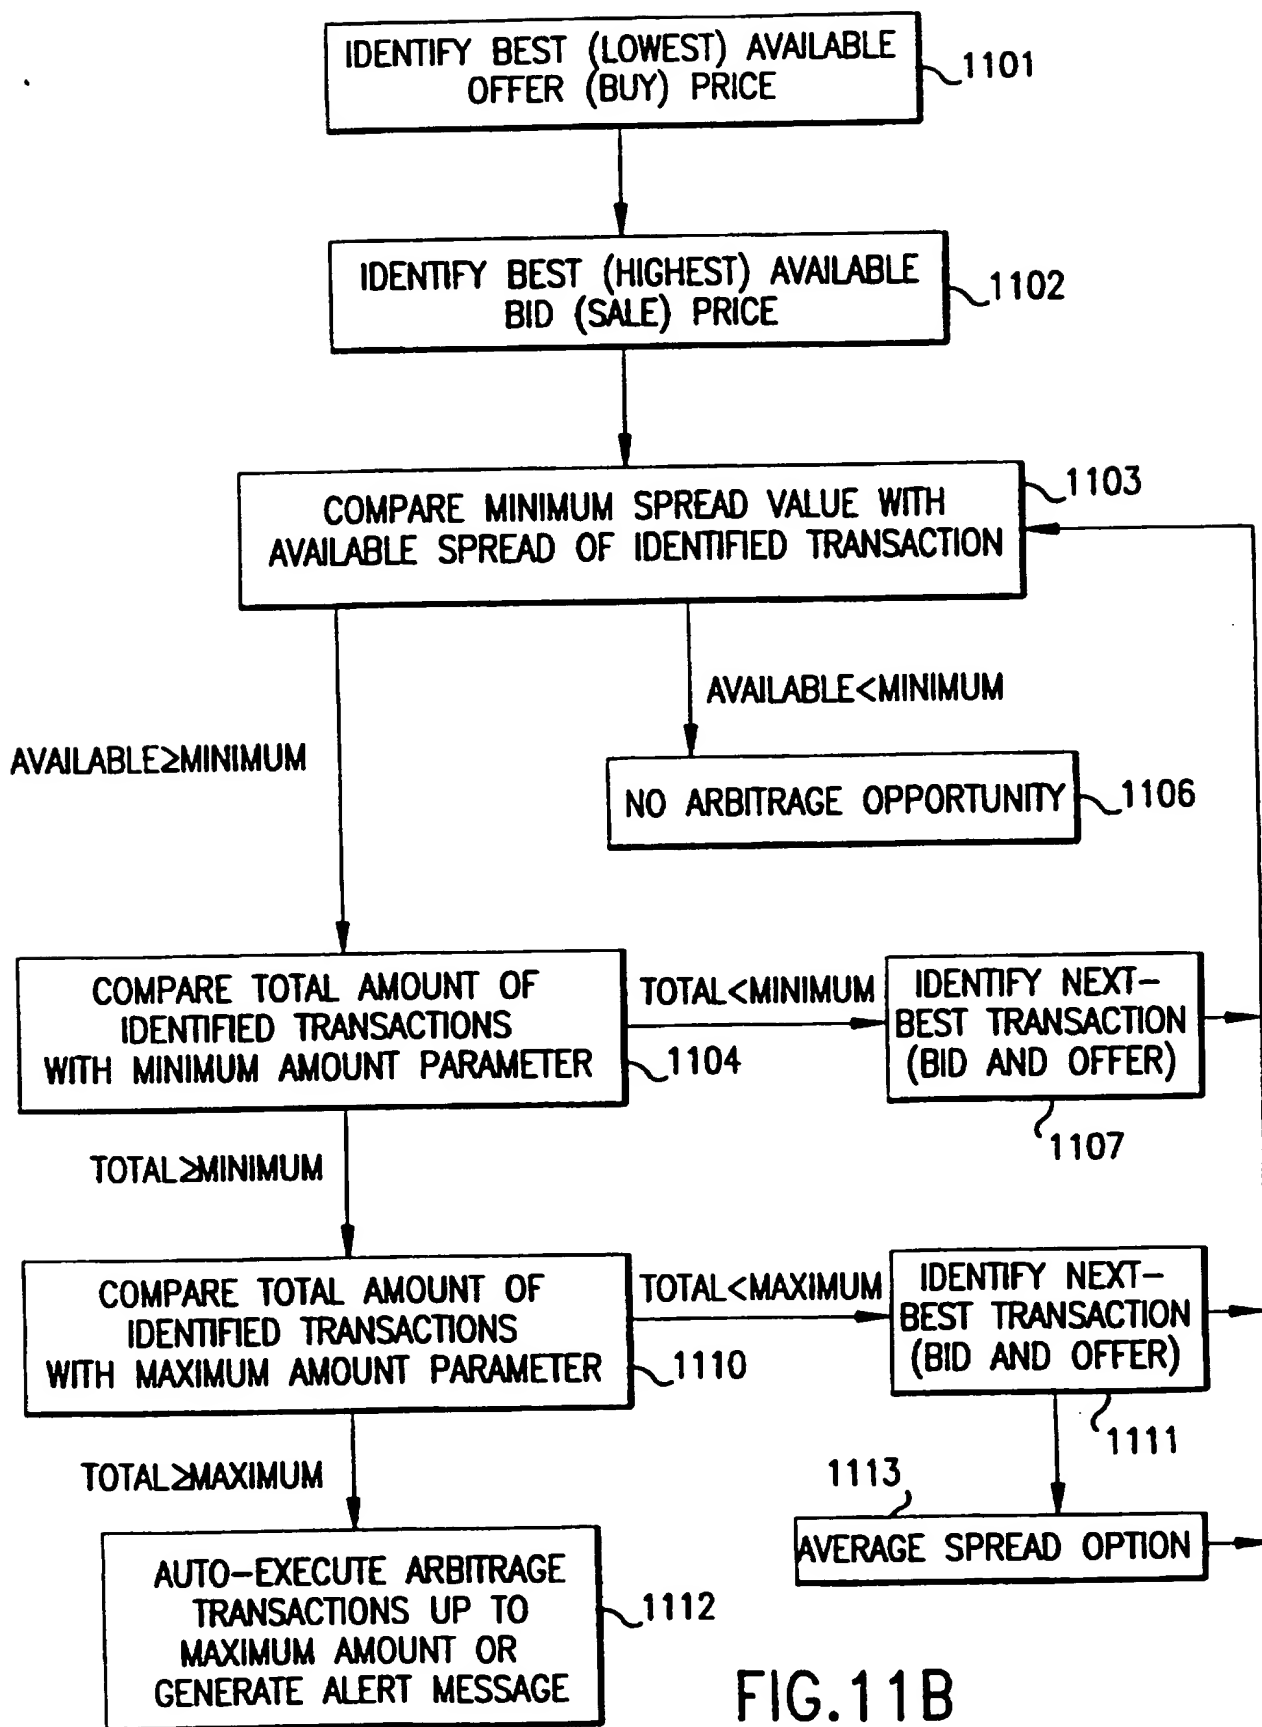 IDENTIFY BEST (LOWEST) AVAILABLE
OFFER (BUY) PRICE
1101
IDENTIFY BEST (HIGHEST) AVAILABLE
BID (SALE) PRICE
1102
COMPARE MINIMUM SPREAD VALUE WITH
AVAILABLE SPREAD OF IDENTIFIED TRANSACTION
1103
AVAILABLE<MINIMUM
AVAILABLE≥MINIMUM
NO ARBITRAGE OPPORTUNITY
1106
COMPARE TOTAL AMOUNT OF
IDENTIFIED TRANSACTIONS
WITH MINIMUM AMOUNT PARAMETER
1104
TOTAL<MINIMUM
IDENTIFY NEXT-
BEST TRANSACTION
(BID AND OFFER)
1107
TOTAL≥MINIMUM
COMPARE TOTAL AMOUNT OF
IDENTIFIED TRANSACTIONS
WITH MAXIMUM AMOUNT PARAMETER
1110
TOTAL<MAXIMUM
IDENTIFY NEXT-
BEST TRANSACTION
(BID AND OFFER)
1111
TOTAL≥MAXIMUM
1113
AVERAGE SPREAD OPTION
AUTO-EXECUTE ARBITRAGE
TRANSACTIONS UP TO
MAXIMUM AMOUNT OR
GENERATE ALERT MESSAGE
1112
FIG.11B